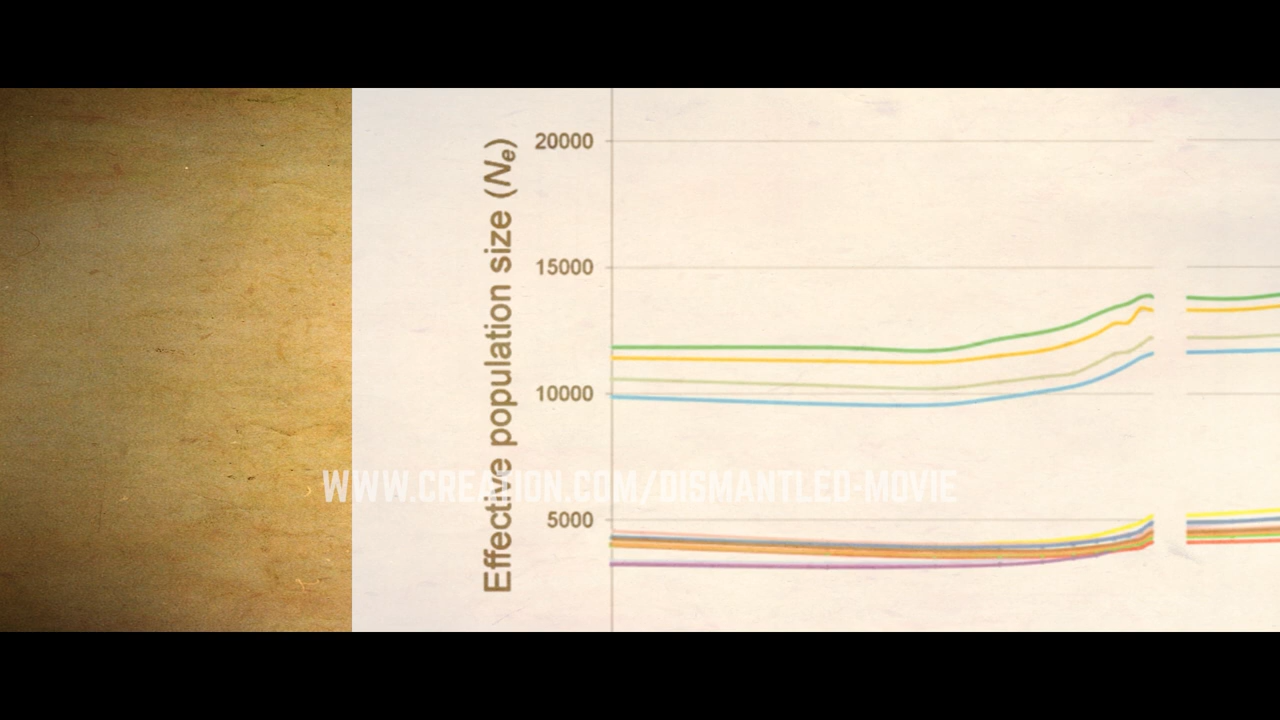 Effective population size (Ne)
20000
15000
10000
5000
WWW.CREATION.COM/DISMANTLED-MOVIE